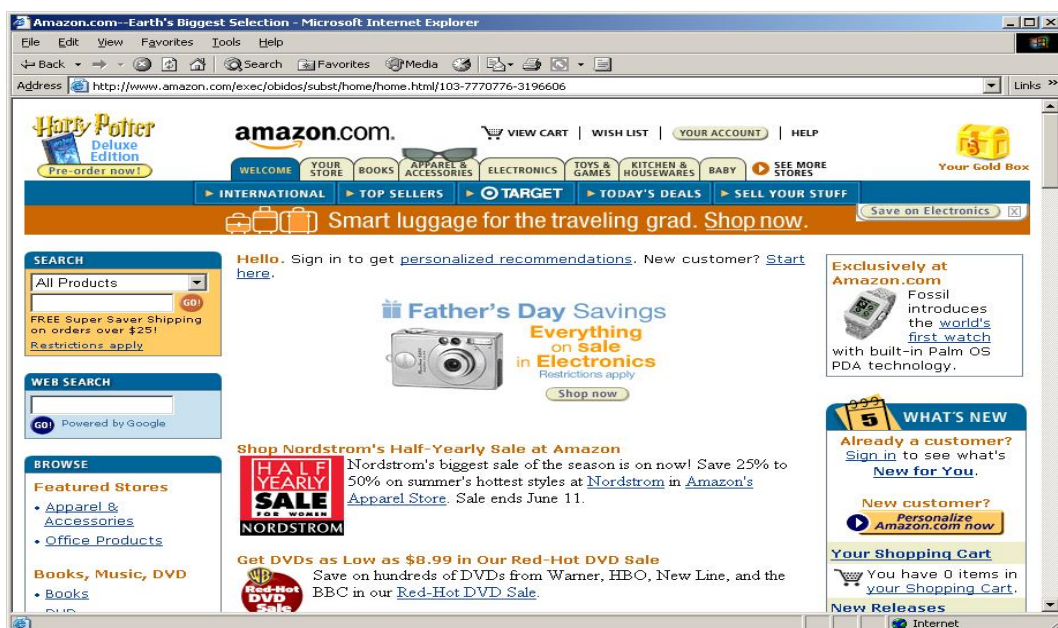 Amazon.com--Earth's Biggest Selection - Microsoft Internet Explorer
File Edit View Favorites Tools Help
Back Search Favorites Media
Address http://www.amazon.com/exec/obidos/subst/home/home.html/103-7770776-3196606 Links »
Harry Potter
Deluxe
Edition
Pre-order now!
amazon.com.
VIEW CART | WISH LIST | YOUR ACCOUNT | HELP
WELCOME
YOUR
STORE
BOOKS
APPAREL &
ACCESSORIES
ELECTRONICS
TOYS &
GAMES
KITCHEN &
HOUSEWARES
BABY
SEE MORE
STORES
Your Gold Box
INTERNATIONAL TOP SELLERS TARGET TODAY'S DEALS SELL YOUR STUFF
Smart luggage for the traveling grad. Shop now.
Save on Electronics
SEARCH
All Products
GO!
FREE Super Saver Shipping
on orders over $25!
Restrictions apply
WEB SEARCH
GO! Powered by Google
BROWSE
Featured Stores
• Apparel &
Accessories
• Office Products
Books, Music, DVD
• Books
• DVD
Hello. Sign in to get personalized recommendations. New customer? Start
here.
Father's Day Savings
Everything
on sale
in Electronics
Restrictions apply
Shop now
Shop Nordstrom's Half-Yearly Sale at Amazon
HALF
YEARLY
SALE
FOR WOMEN
NORDSTROM
Nordstrom's biggest sale of the season is on now! Save 25% to
50% on summer's hottest styles at Nordstrom in Amazon's
Apparel Store. Sale ends June 11.
Get DVDs as Low as $8.99 in Our Red-Hot DVD Sale
WB
Red-Hot
DVD
Sale
Save on hundreds of DVDs from Warner, HBO, New Line, and the
BBC in our Red-Hot DVD Sale.
Exclusively at
Amazon.com
Fossil
introduces
the world's
first watch
with built-in Palm OS
PDA technology.
5
WHAT'S NEW
Already a customer?
Sign in to see what's
New for You.
New customer?
Personalize
Amazon.com now
Your Shopping Cart
You have 0 items in
your Shopping Cart.
New Releases
Internet